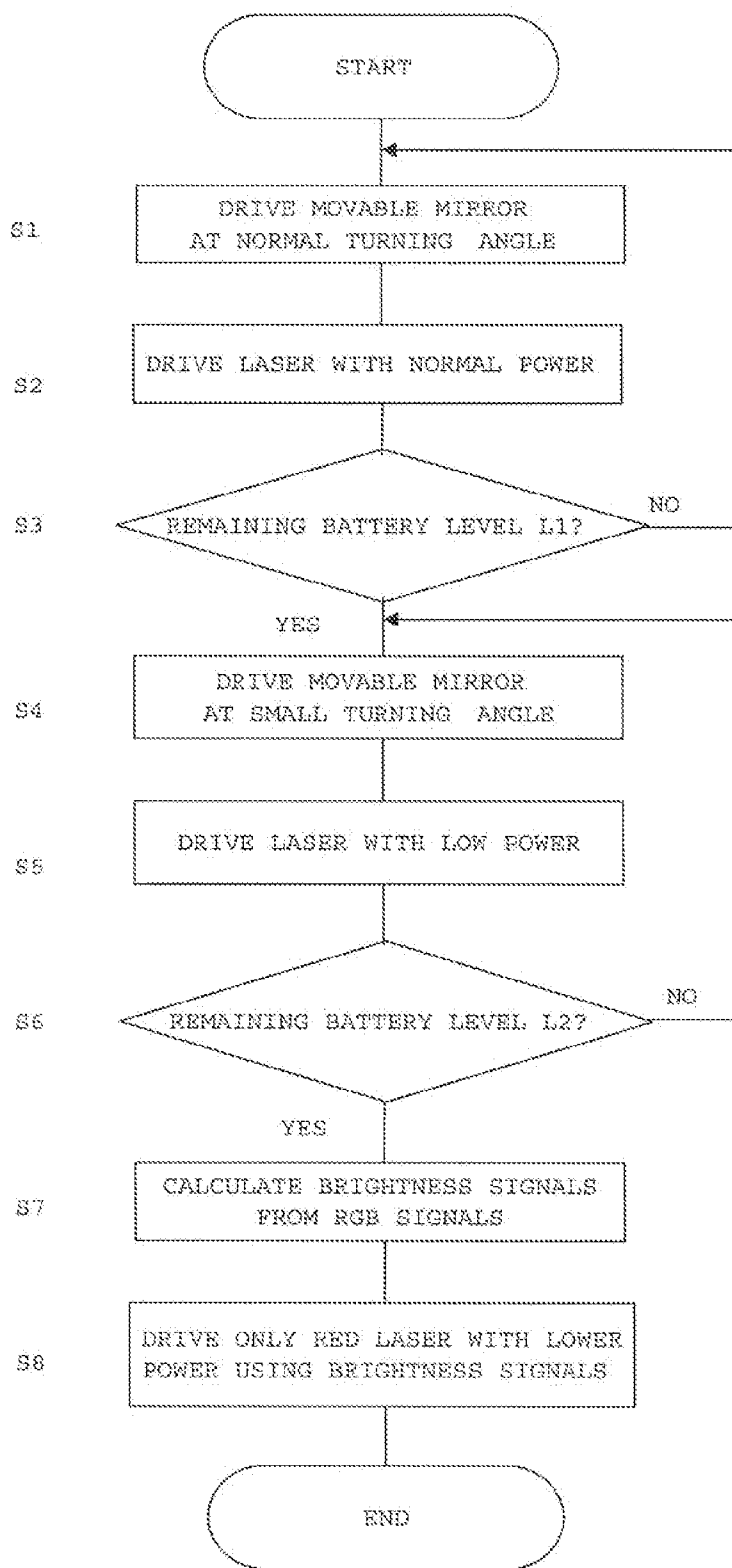 START
S1
DRIVE MOVABLE MIRROR
AT NORMAL TURNING ANGLE
S2
DRIVE LASER WITH NORMAL POWER
S3
REMAINING BATTERY LEVEL L1?
NO
YES
S4
DRIVE MOVABLE MIRROR
AT SMALL TURNING ANGLE
S5
DRIVE LASER WITH LOW POWER
S6
REMAINING BATTERY LEVEL L2?
NO
YES
S7
CALCULATE BRIGHTNESS SIGNALS
FROM RGB SIGNALS
S8
DRIVE ONLY RED LASER WITH LOWER
POWER USING BRIGHTNESS SIGNALS
END